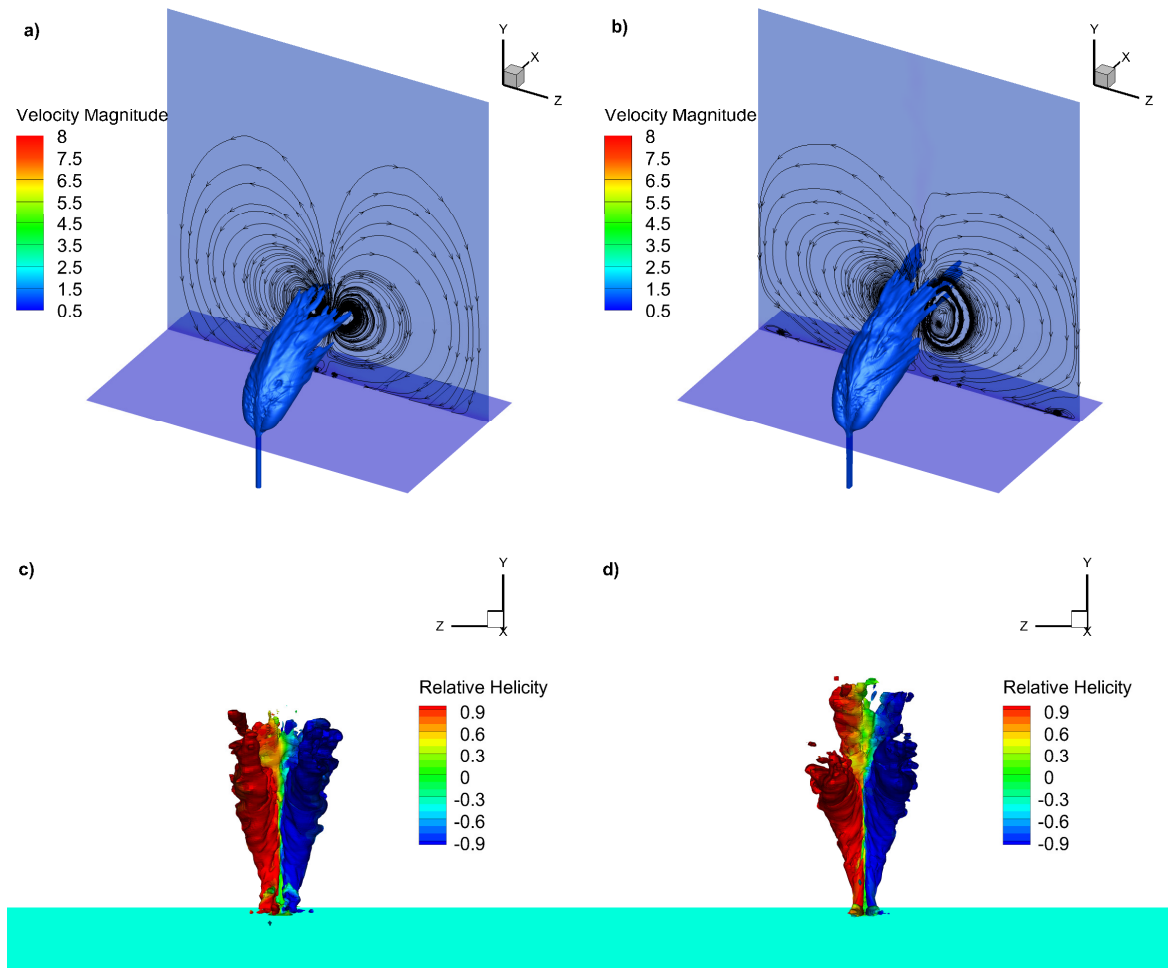 a)
Y
X
Z
Velocity Magnitude
8
7.5
6.5
5.5
4.5
3.5
2.5
1.5
0.5
b)
Y
X
Z
Velocity Magnitude
8
7.5
6.5
5.5
4.5
3.5
2.5
1.5
0.5
c)
Y
Z
X
Relative Helicity
0.9
0.6
0.3
0
-0.3
-0.6
-0.9
d)
Y
Z
X
Relative Helicity
0.9
0.6
0.3
0
-0.3
-0.6
-0.9